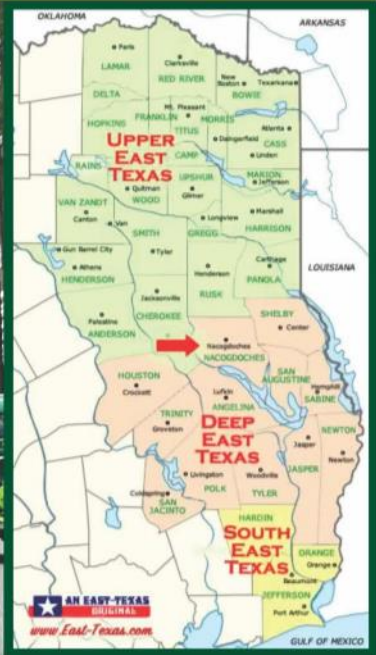 OKLAHOMA
ARKANSAS
Paris
Clarksville
LAMAR
RED RIVER
New Boston
Texarkana
BOWIE
DELTA
Mt. Pleasant
HOPKINS
FRANKLIN
TITUS
MORRIS
Daingerfield
Atlanta
CASS
Linden
UPPER
EAST
TEXAS
CAMP
RAINS
UPSHUR
MARION
Jefferson
Quitman
WOOD
Gilmer
VAN ZANDT
Canton
Van
Longview
Marshall
SMITH
GREGG
HARRISON
Gun Barrel City
Tyler
Athens
HENDERSON
Henderson
Carthage
PANOLA
LOUISIANA
Jacksonville
RUSK
Palestine
ANDERSON
CHEROKEE
SHELBY
Center
Nacogdoches
NACOGDOCHES
HOUSTON
Crockett
SAN
AUGUSTINE
Hemphill
SABINE
Lufkin
ANGELINA
TRINITY
Groveton
DEEP
EAST
TEXAS
NEWTON
Jasper
Newton
Livingston
Woodville
JASPER
POLK
TYLER
Coldspring
SAN
JACINTO
HARDIN
SOUTH
EAST
TEXAS
ORANGE
Orange
Beaumont
JEFFERSON
Port Arthur
AN EAST-TEXAS
ORIGINAL
www.East-Texas.com
GULF OF MEXICO